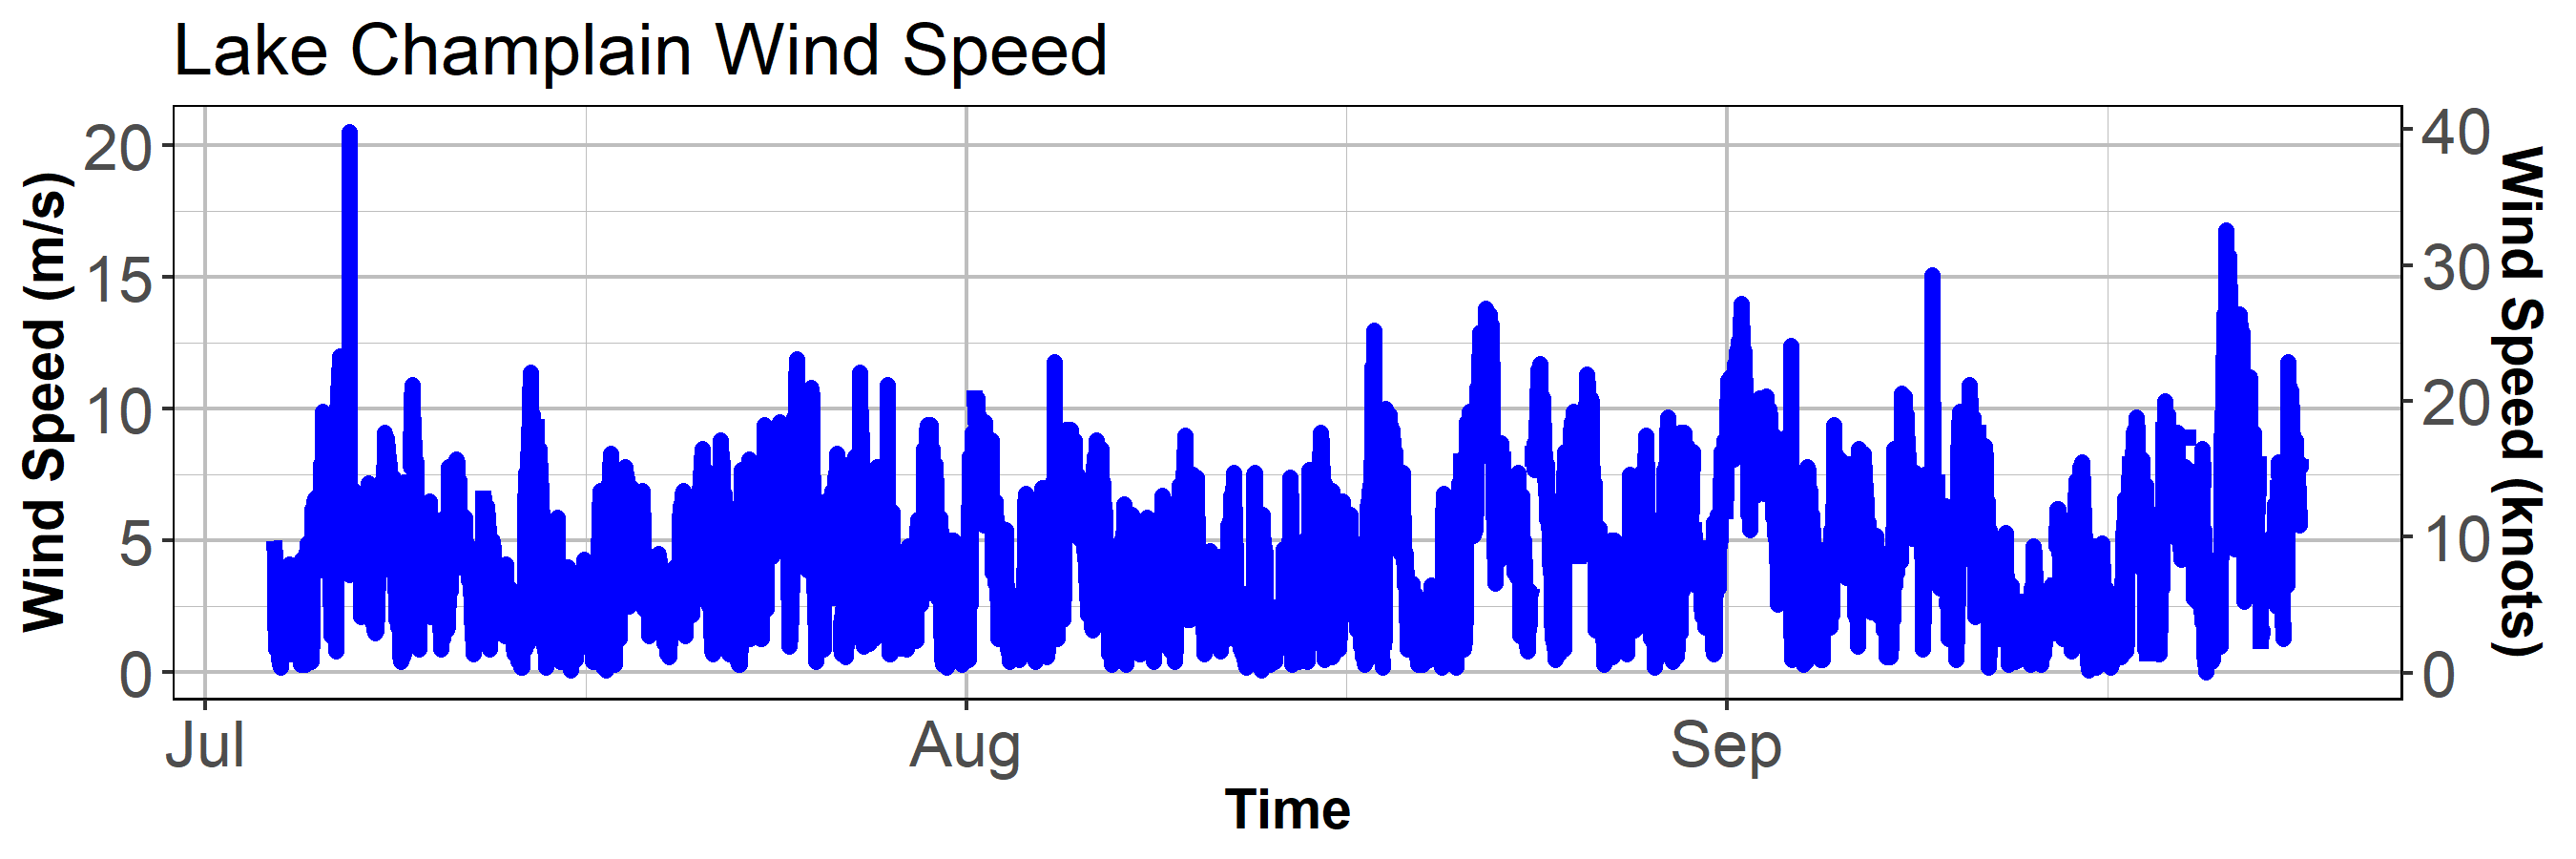 Lake Champlain Wind Speed
Wind Speed (m/s)
20
15
10
5
0
40
30
20
10
0
Wind Speed (knots)
Jul
Aug
Sep
Time